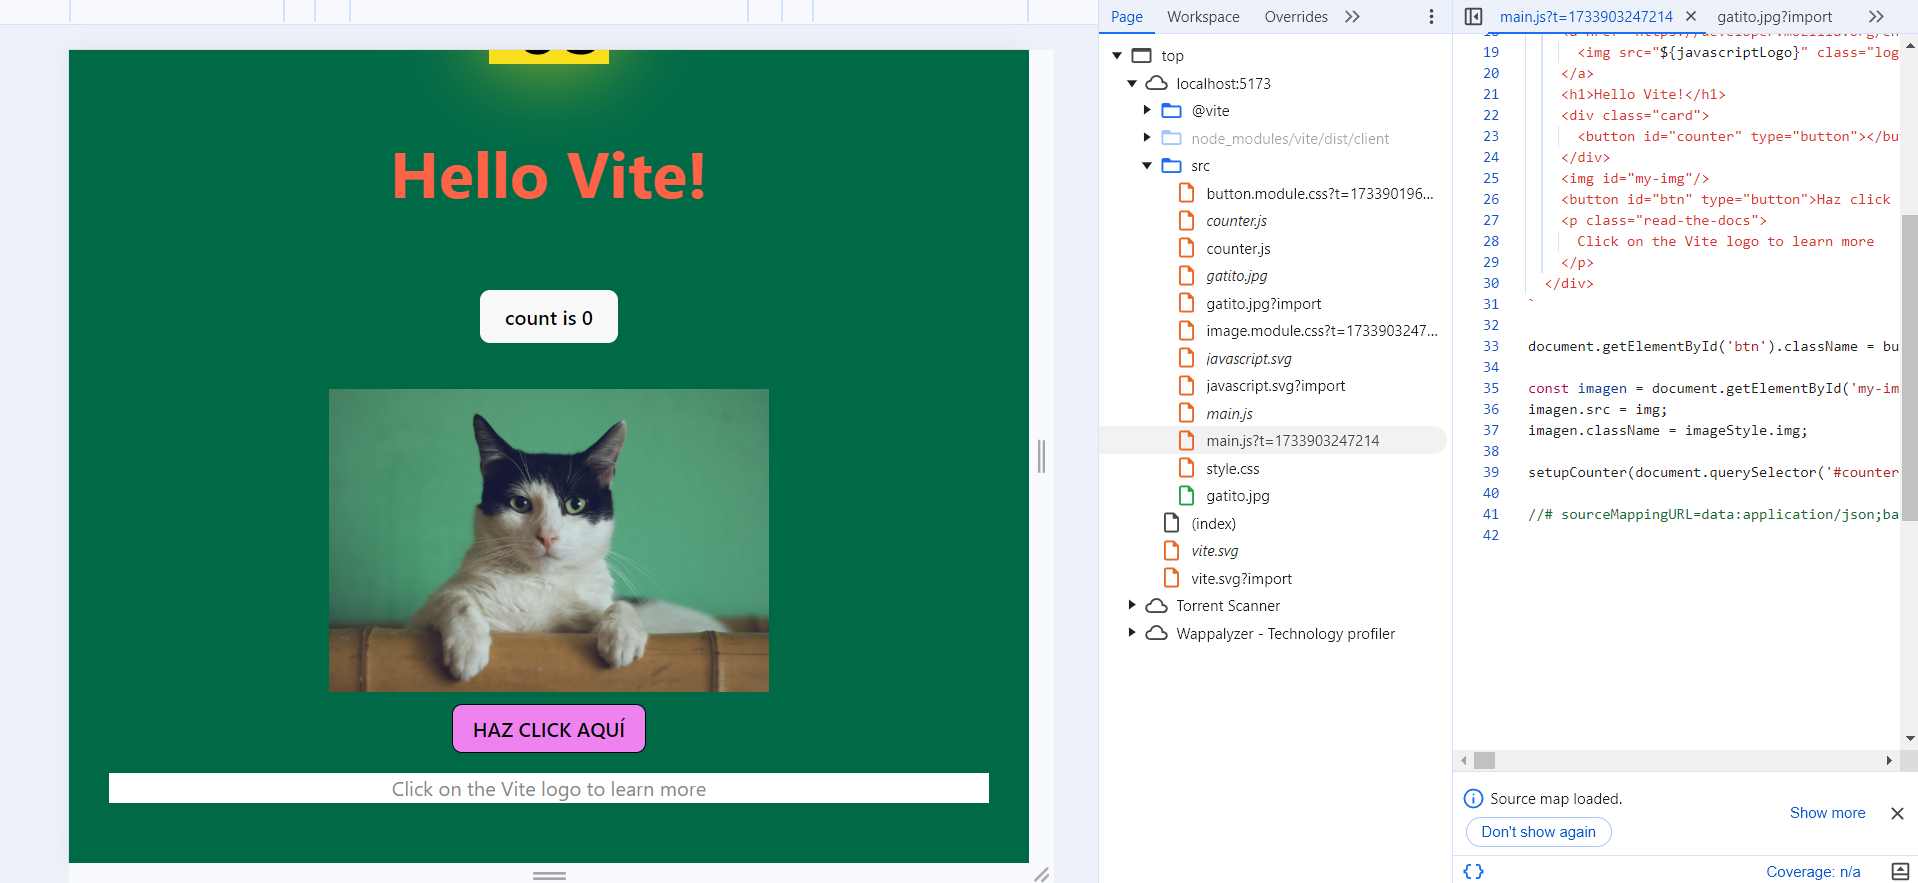 Hello Vite!
count is 0
HAZ CLICK AQUÍ
Click on the Vite logo to learn more
Page Workspace Overrides
top
localhost:5173
@vite
node_modules/vite/dist/client
src
button.module.css?t=173390196...
counter.js
counter.js
gatito.jpg
gatito.jpg?import
image.module.css?t=1733903247...
javascript.svg
javascript.svg?import
main.js
main.js?t=1733903247214
style.css
gatito.jpg
(index)
vite.svg
vite.svg?import
Torrent Scanner
Wappalyzer - Technology profiler
main.js?t=1733903247214 gatito.jpg?import
19 <img src="${javascriptLogo}" class="log
20 </a>
21 <h1>Hello Vite!</h1>
22 <div class="card">
23 <button id="counter" type="button"></bu
24 </div>
25 <img id="my-img"/>
26 <button id="btn" type="button">Haz click
27 <p class="read-the-docs">
28 Click on the Vite logo to learn more
29 </p>
30 </div>
31 `
32
33 document.getElementById('btn').className = bu
34
35 const imagen = document.getElementById('my-im
36 imagen.src = img;
37 imagen.className = imageStyle.img;
38
39 setupCounter(document.querySelector('#counter
40
41 //# sourceMappingURL=data:application/json;ba
42
Source map loaded.
Show more
Don't show again
{} Coverage: n/a